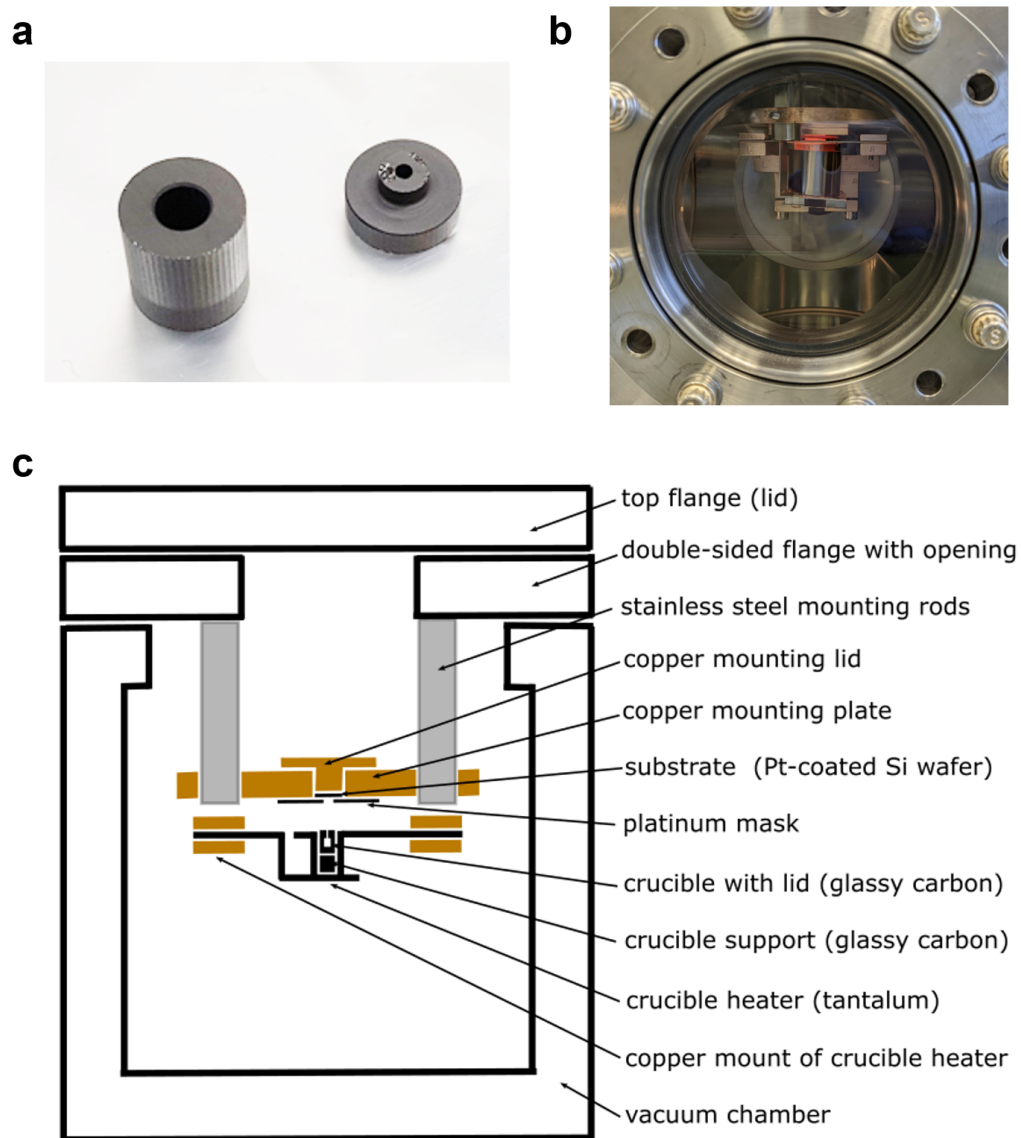 a
b
S
S
c
top flange (lid)
double-sided flange with opening
stainless steel mounting rods
copper mounting lid
copper mounting plate
substrate (Pt-coated Si wafer)
platinum mask
crucible with lid (glassy carbon)
crucible support (glassy carbon)
crucible heater (tantalum)
copper mount of crucible heater
vacuum chamber